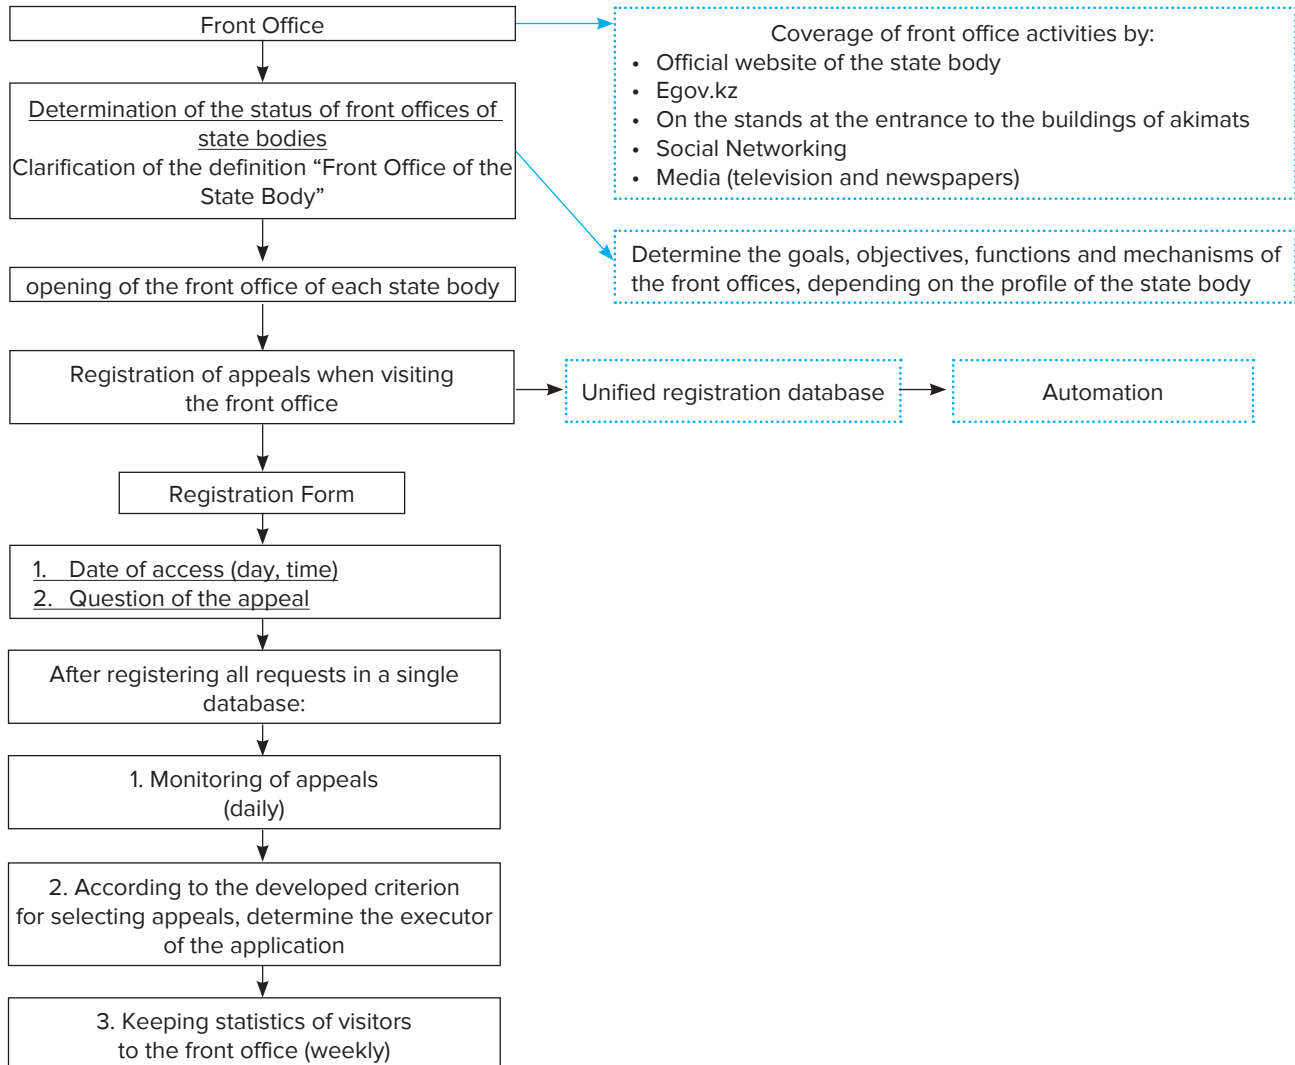 Front Office
Coverage of front office activities by:
• Official website of the state body
• Egov.kz
• On the stands at the entrance to the buildings of akimats
• Social Networking
• Media (television and newspapers)
Determination of the status of front offices of
state bodies
Clarification of the definition “Front Office of the
State Body”
Determine the goals, objectives, functions and mechanisms of
the front offices, depending on the profile of the state body
opening of the front office of each state body
Registration of appeals when visiting
the front office
Unified registration database
Automation
Registration Form
1. Date of access (day, time)
2. Question of the appeal
After registering all requests in a single
database:
1. Monitoring of appeals
(daily)
2. According to the developed criterion
for selecting appeals, determine the executor
of the application
3. Keeping statistics of visitors
to the front office (weekly)